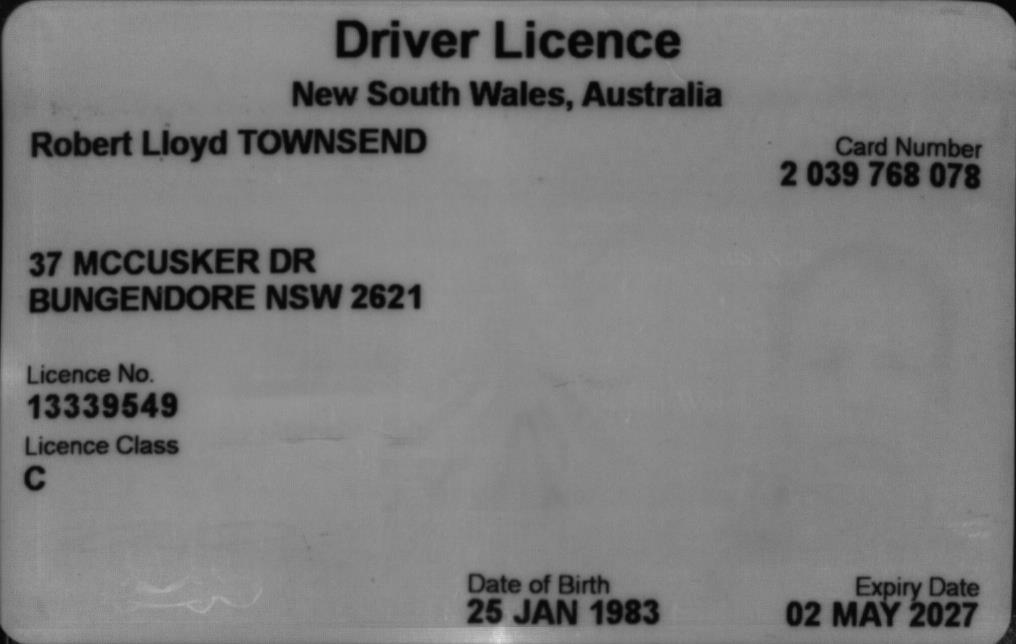 Driver Licence
New South Wales, Australia
Robert Lloyd TOWNSEND
Card Number
2 039 768 078
37 MCCUSKER DR
BUNGENDORE NSW 2621
Licence No.
13339549
Licence Class
C
Date of Birth
25 JAN 1983
Expiry Date
02 MAY 2027